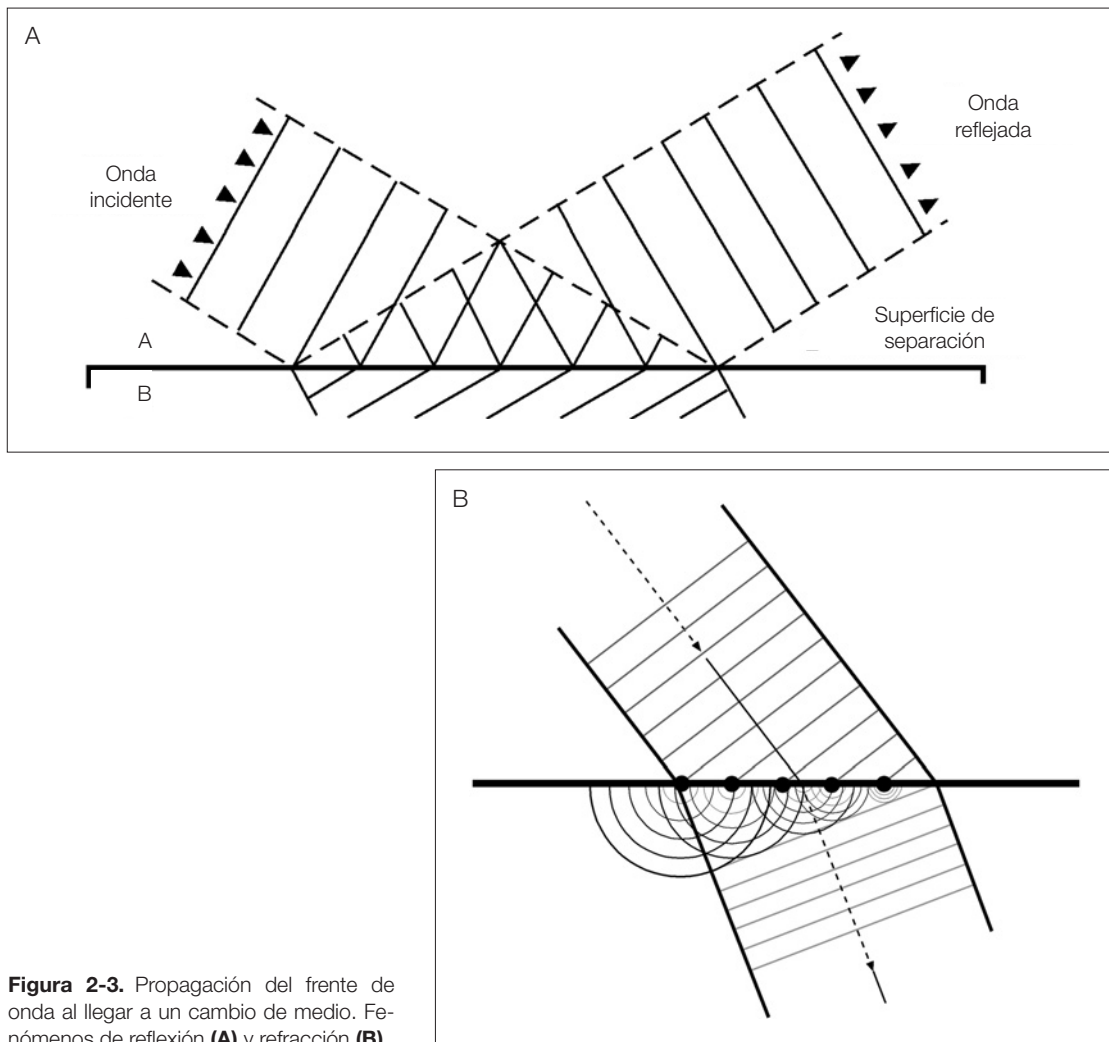 A
Onda
incidente
Onda
reflejada
Superficie de
separación
A
B
B
Figura 2-3. Propagación del frente de
onda al llegar a un cambio de medio. Fe-
nómenos de reflexión (A) y refracción (B).